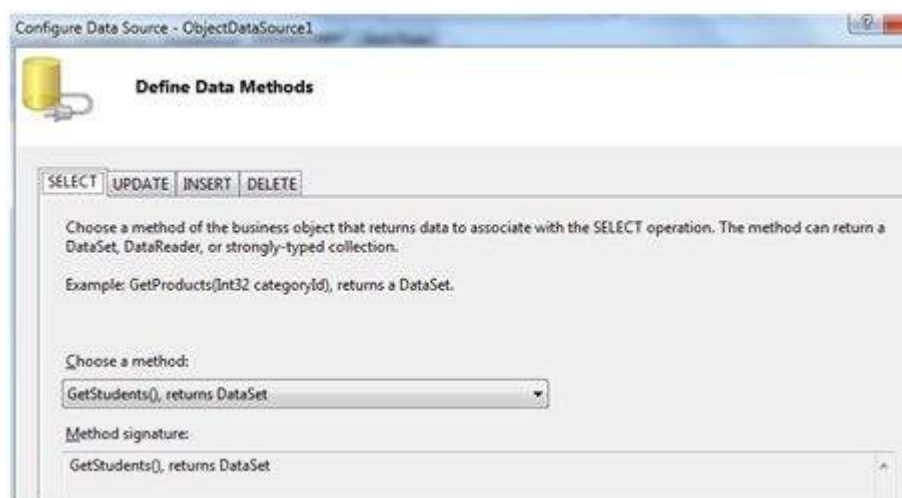 Configure Data Source - ObjectDataSource1
Define Data Methods
SELECT UPDATE INSERT DELETE
Choose a method of the business object that returns data to associate with the SELECT operation. The method can return a
DataSet, DataReader, or strongly-typed collection.
Example: GetProducts(Int32 categoryId), returns a DataSet.
Choose a method:
GetStudents(), returns DataSet
Method signature:
GetStudents(), returns DataSet